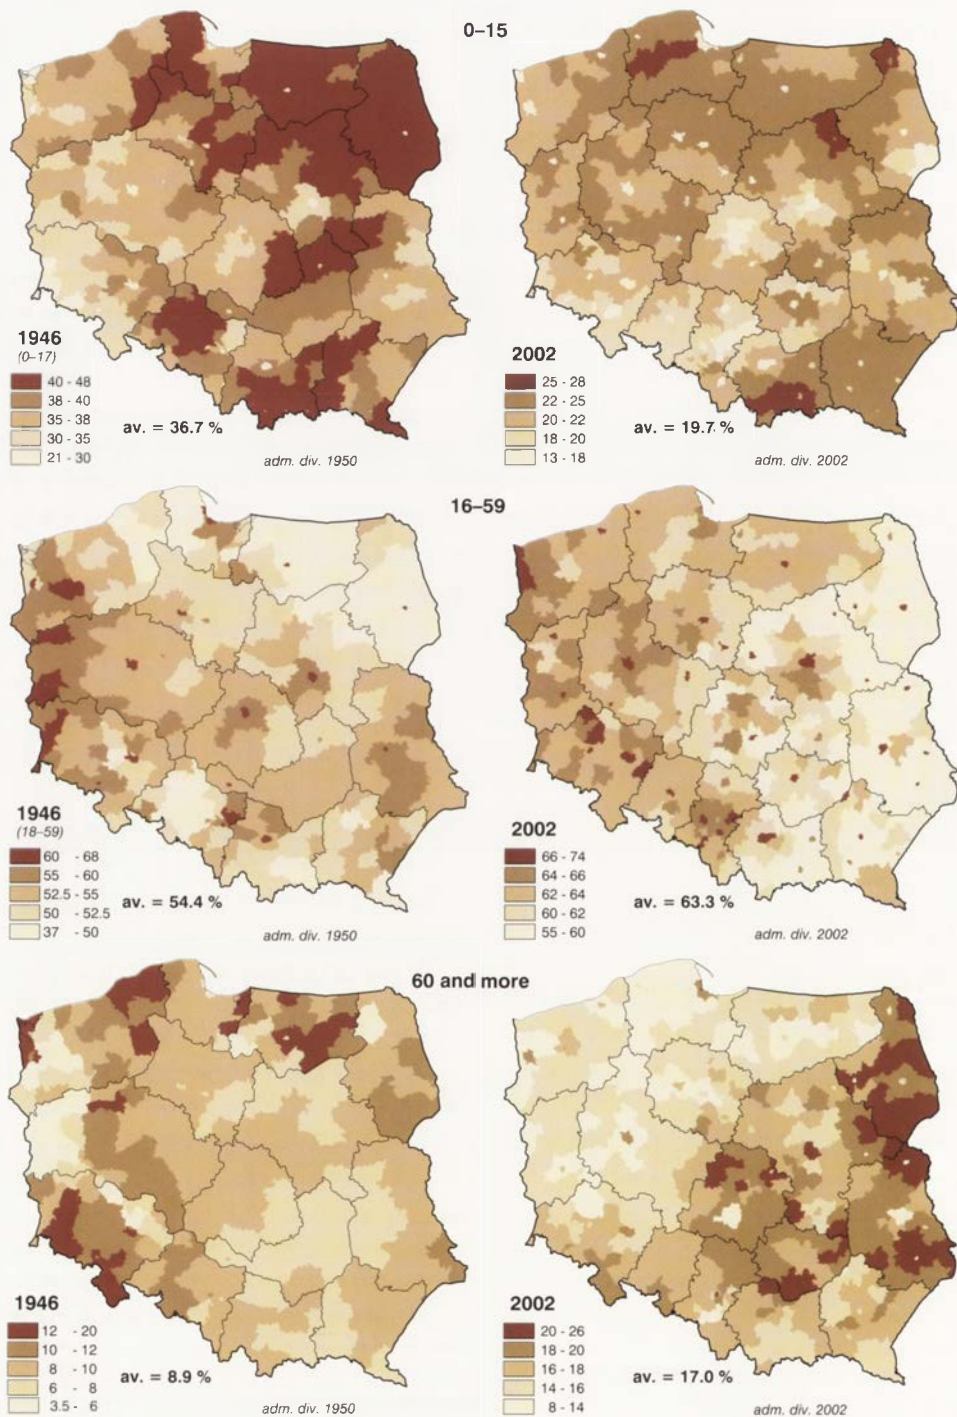 0–15
1946
(0–17)
40 - 48
38 - 40
35 - 38
30 - 35
21 - 30
av. = 36.7 %
adm. div. 1950
2002
25 - 28
22 - 25
20 - 22
18 - 20
13 - 18
av. = 19.7 %
adm. div. 2002
16–59
1946
(18–59)
60 - 68
55 - 60
52.5 - 55
50 - 52.5
37 - 50
av. = 54.4 %
adm. div. 1950
2002
66 - 74
64 - 66
62 - 64
60 - 62
55 - 60
av. = 63.3 %
adm. div. 2002
60 and more
1946
12 - 20
10 - 12
8 - 10
6 - 8
3.5 - 6
av. = 8.9 %
adm. div. 1950
2002
20 - 26
18 - 20
16 - 18
14 - 16
8 - 14
av. = 17.0 %
adm. div. 2002